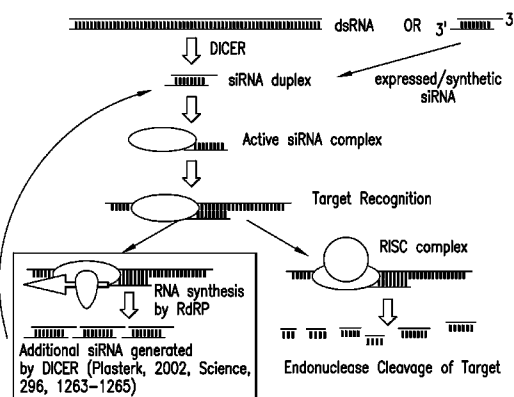 dsRNA OR 3' 3
DICER
siRNA duplex
expressed/synthetic
siRNA
Active siRNA complex
Target Recognition
RISC complex
RNA synthesis
by RdRP
Additional siRNA generated
by DICER (Plasterk, 2002, Science,
296, 1263–1265)
Endonuclease Cleavage of Target